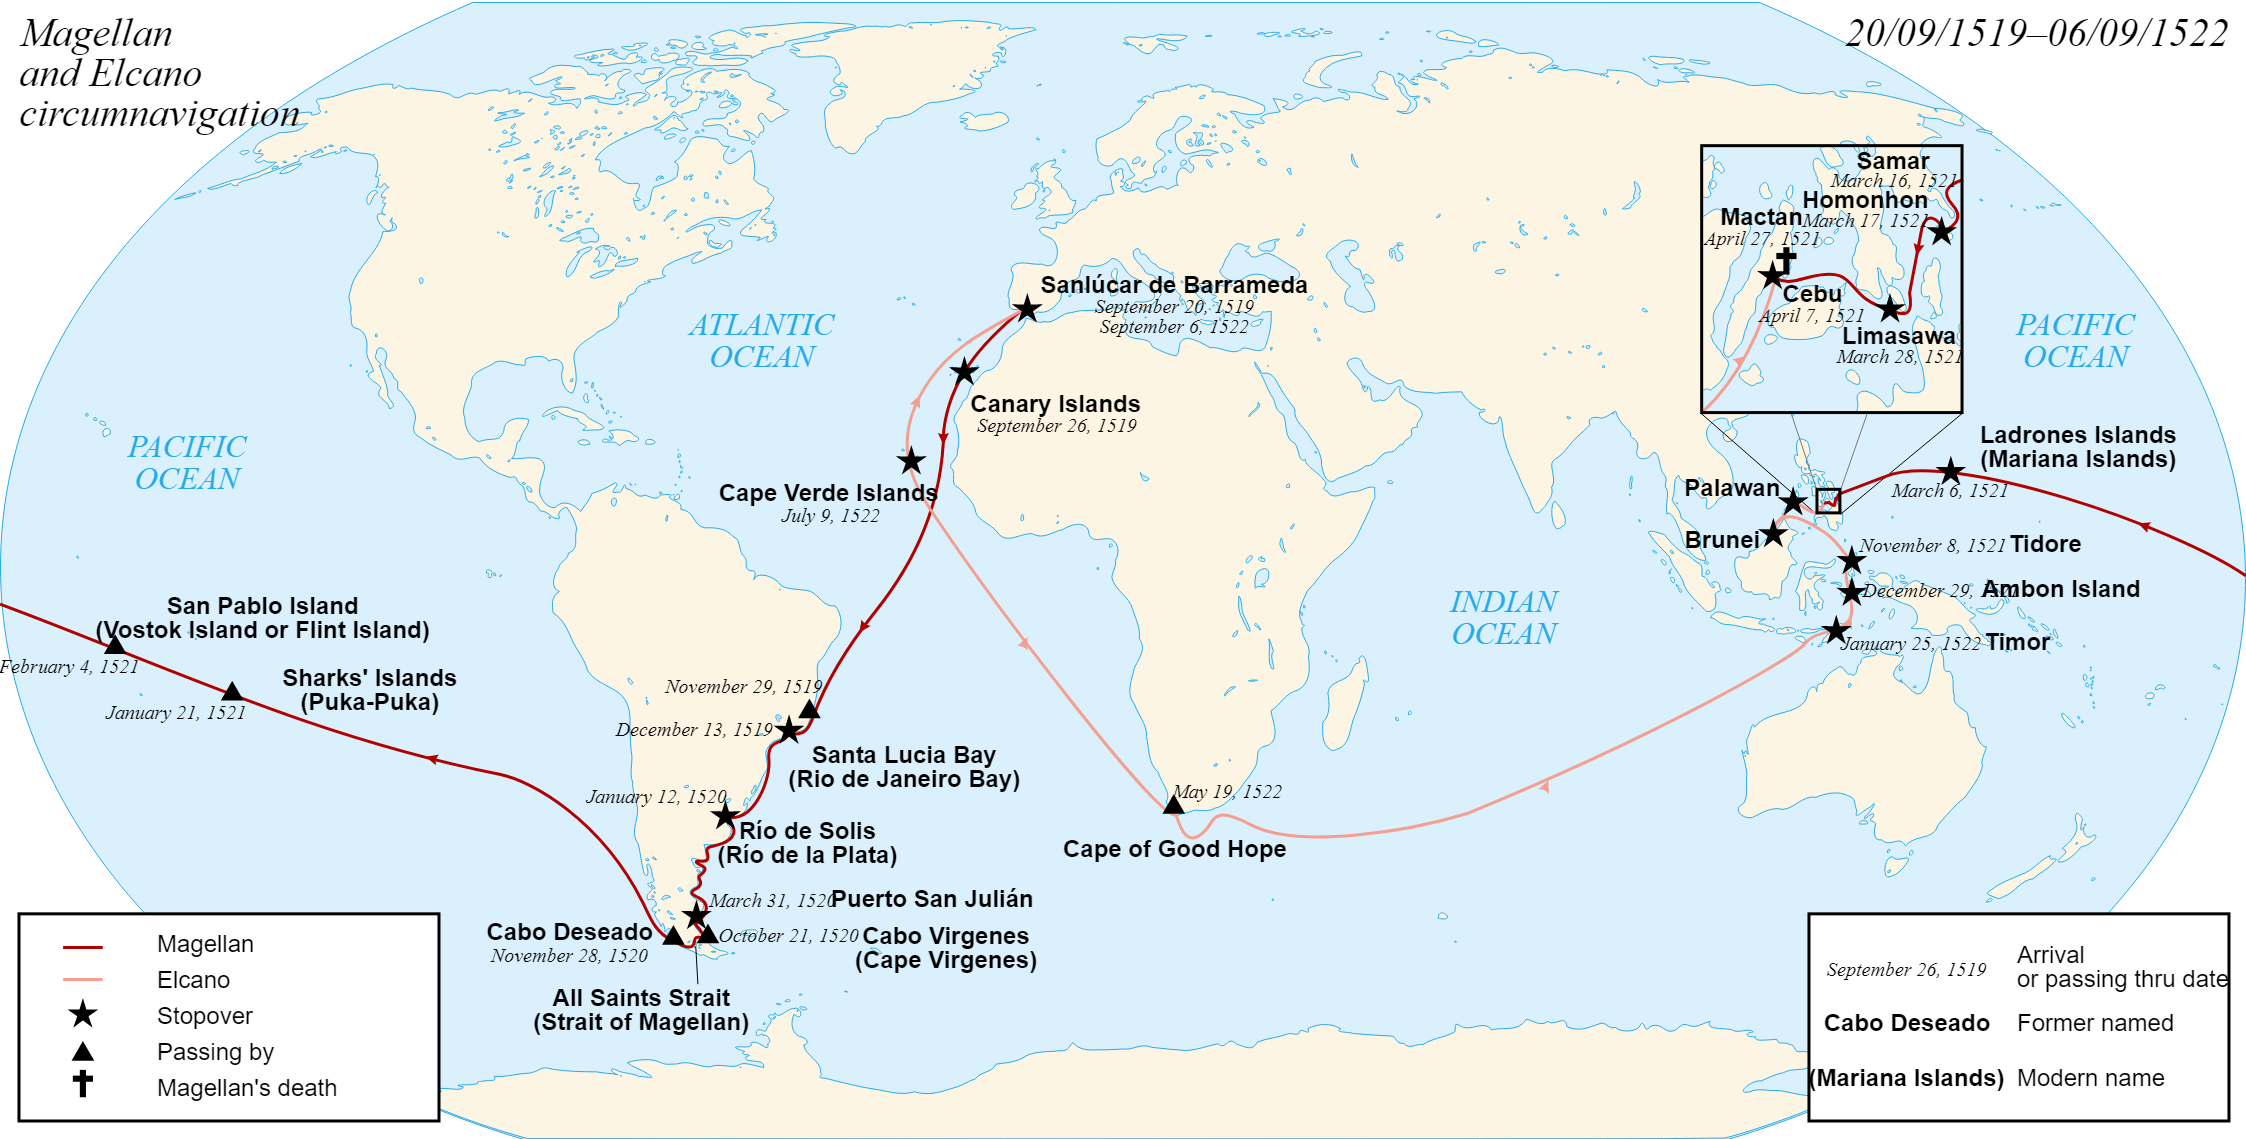 Magellan
and Elcano
circumnavigation
20/09/1519–06/09/1522
Samar
March 16, 1521
Homonhon
March 17, 1521
Mactan
April 27, 1521
Cebu
April 7, 1521
Limasawa
March 28, 1521
Sanlúcar de Barrameda
September 20, 1519
September 6, 1522
ATLANTIC
OCEAN
PACIFIC
OCEAN
Canary Islands
September 26, 1519
PACIFIC
OCEAN
Ladrones Islands
(Mariana Islands)
March 6, 1521
Palawan
Cape Verde Islands
July 9, 1522
Brunei
November 8, 1521 Tidore
December 29, 1521 Ambon Island
INDIAN
OCEAN
San Pablo Island
(Vostok Island or Flint Island)
February 4, 1521
January 25, 1522 Timor
Sharks' Islands
(Puka-Puka)
January 21, 1521
November 29, 1519
December 13, 1519
Santa Lucia Bay
(Rio de Janeiro Bay)
January 12, 1520
May 19, 1522
Río de Solis
(Río de la Plata)
Cape of Good Hope
March 31, 1520 Puerto San Julián
Cabo Deseado
November 28, 1520
October 21, 1520 Cabo Virgenes
(Cape Virgenes)
All Saints Strait
(Strait of Magellan)
Magellan
Elcano
Stopover
Passing by
Magellan's death
September 26, 1519 Arrival
or passing thru date
Cabo Deseado Former named
(Mariana Islands) Modern name